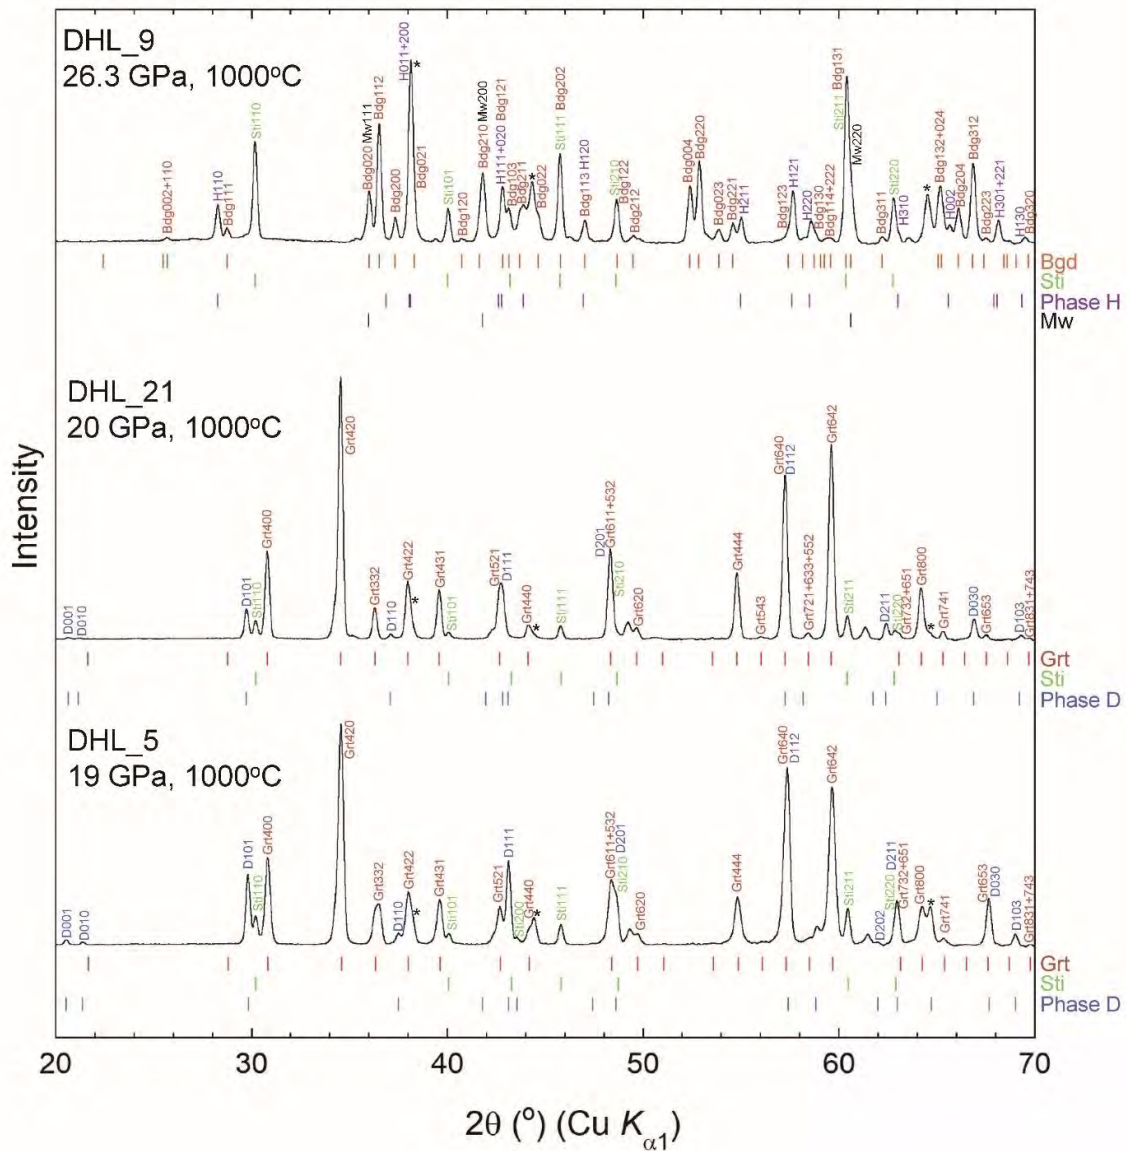 DHL_9
26.3 GPa, 1000°C
Bdg002+110
H110
Bdg111
Sti110
Bdg020 Mw111
Bdg112
Bdg200
H011+200
*
Bdg021
Sti101
Bdg120
Bdg210 Mw200
H111+020 Bdg121
Bdg103
Bdg211
*
Bdg022
Sti111 Bdg202
Bdg113 H120
Sti210
Bdg122
Bdg212
Bdg004
Bdg220
Bdg023
Bdg221
H211
Bdg123
H121
H220
Bdg130
Bdg114+222
Sti211 Bdg131
Mw220
Bdg311
Sti220
H310
*
Bdg132+024
H002
Bdg204
Bdg312
Bdg223
H301+221
H130
Bdg320
Bgd
Sti
Phase H
Mw
DHL_21
20 GPa, 1000°C
D001
D010
D101
Sti110
Grt400
Grt420
Grt332
D110
Grt422
*
Grt431
Sti101
Grt521
D111
Grt440
*
Sti111
D201
Grt611+532
Sti210
Grt620
Grt444
Grt543
Grt640
D112
Grt721+633+552
Grt642
Sti211
D211
Sti220
Grt732+651
Grt800
*
Grt741
D030
Grt653
D103
Grt831+743
Grt
Sti
Phase D
DHL_5
19 GPa, 1000°C
D001
D010
D101
Sti110
Grt400
Grt420
Grt332
D110
Grt422
*
Grt431
Sti101
Grt521
D111
Sti200
Grt440
*
Sti111
Grt611+532
Sti210 D201
Grt620
Grt444
Grt640
D112
Grt642
Sti211
D202
Sti220 D211
Grt732+651
Grt800
*
Grt741
Grt653
D030
D103
Grt831+743
Grt
Sti
Phase D
Intensity
20 30 40 50 60 70
2θ (°) (Cu Kα1)